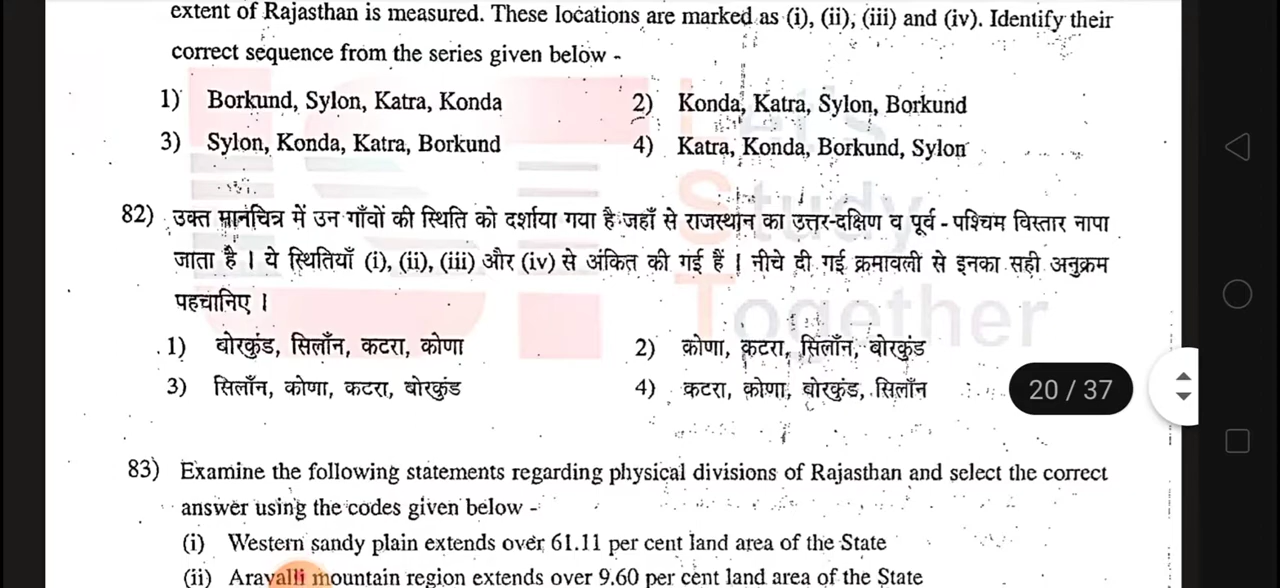 extent of Rajasthan is measured. These locations are marked as (i), (ii), (iii) and (iv). Identify their
correct sequence from the series given below -
1) Borkund, Sylon, Katra, Konda 2) Konda, Katra, Sylon, Borkund
3) Sylon, Konda, Katra, Borkund 4) Katra, Konda, Borkund, Sylon
82) उक्त मानचित्र में उन गाँवों की स्थिति को दर्शाया गया है जहाँ से राजस्थान का उत्तर-दक्षिण व पूर्व - पश्चिम विस्तार नापा
जाता है । ये स्थितियाँ (i), (ii), (iii) और (iv) से अंकित की गई हैं । नीचे दी गई क्रमावली से इनका सही अनुक्रम
पहचानिए ।
1) बोरकुंड, सिलाँन, कटरा, कोणा 2) कोणा, कटरा, सिलाँन, बोरकुंड
3) सिलाँन, कोणा, कटरा, बोरकुंड 4) कटरा, कोणा, बोरकुंड, सिलाँन
20 / 37
83) Examine the following statements regarding physical divisions of Rajasthan and select the correct
answer using the codes given below -
(i) Western sandy plain extends over 61.11 per cent land area of the State
(ii) Aravalli mountain region extends over 9.60 per cent land area of the State
Let's
Study
Together